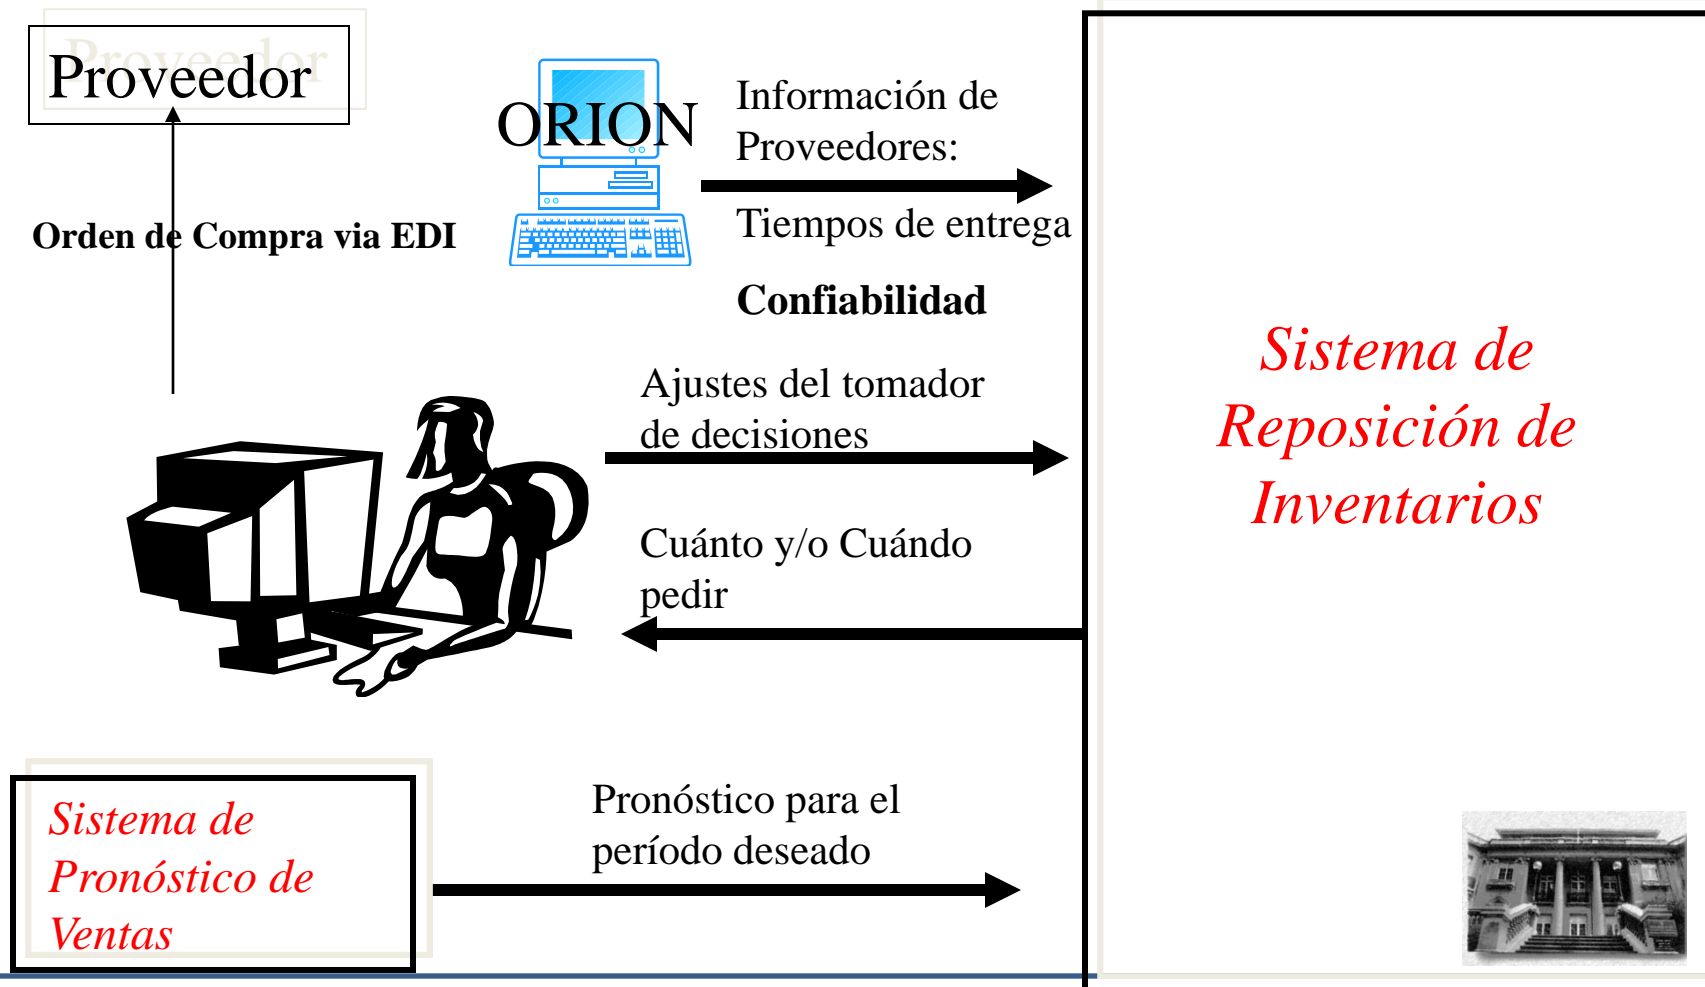 Proveedor
ORION
Información de
Proveedores:
Tiempos de entrega
Confiabilidad
Orden de Compra via EDI
Ajustes del tomador
de decisiones
Cuánto y/o Cuándo
pedir
Sistema de
Reposición de
Inventarios
Sistema de
Pronóstico de
Ventas
Pronóstico para el
período deseado